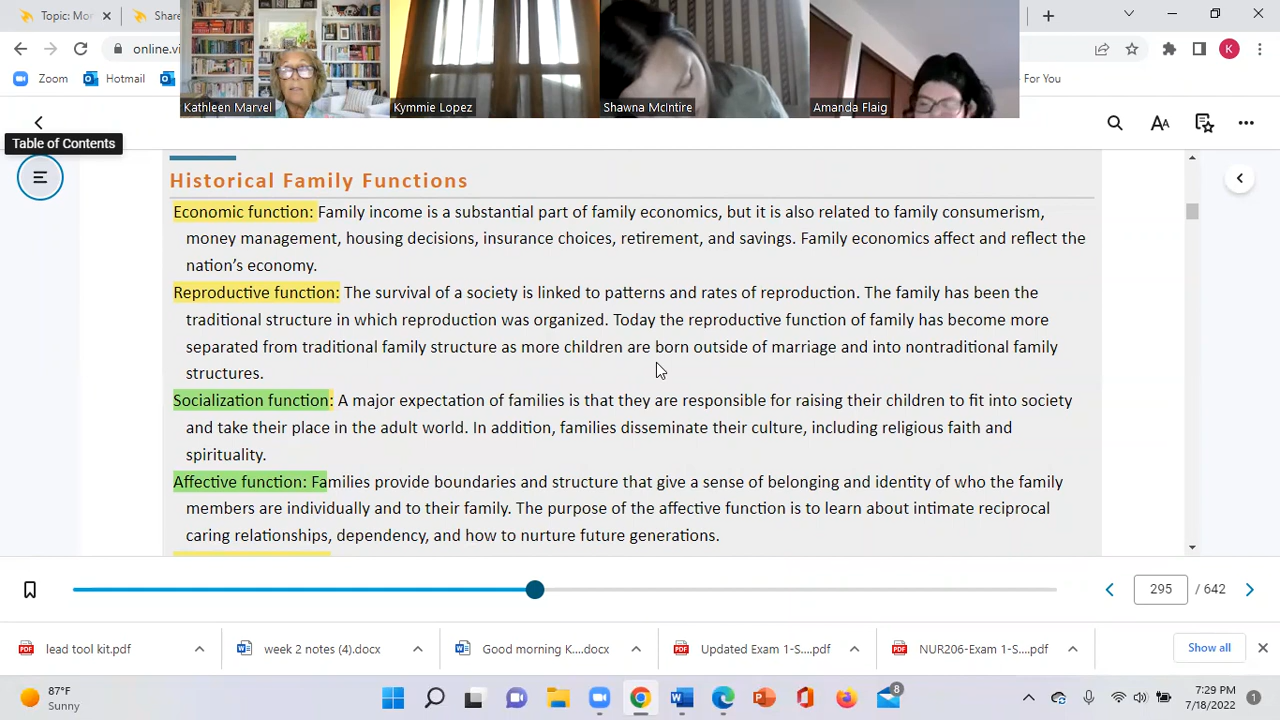 Topic: Mor
Share
online.vi
K
Zoom
Hotmail
For You
Kathleen Marvel
Kymmie Lopez
Shawna McIntire
Amanda Flaig
Table of Contents
AA
Historical Family Functions
Economic function: Family income is a substantial part of family economics, but it is also related to family consumerism,
money management, housing decisions, insurance choices, retirement, and savings. Family economics affect and reflect the
nation's economy.
Reproductive function: The survival of a society is linked to patterns and rates of reproduction. The family has been the
traditional structure in which reproduction was organized. Today the reproductive function of family has become more
separated from traditional family structure as more children are born outside of marriage and into nontraditional family
structures.
Socialization function: A major expectation of families is that they are responsible for raising their children to fit into society
and take their place in the adult world. In addition, families disseminate their culture, including religious faith and
spirituality.
Affective function: Families provide boundaries and structure that give a sense of belonging and identity of who the family
members are individually and to their family. The purpose of the affective function is to learn about intimate reciprocal
caring relationships, dependency, and how to nurture future generations.
295 / 642
lead tool kit.pdf
week 2 notes (4).docx
Good morning K....docx
Updated Exam 1-S....pdf
NUR206-Exam 1-S....pdf
Show all
87°F
Sunny
8
7:29 PM
7/18/2022
1